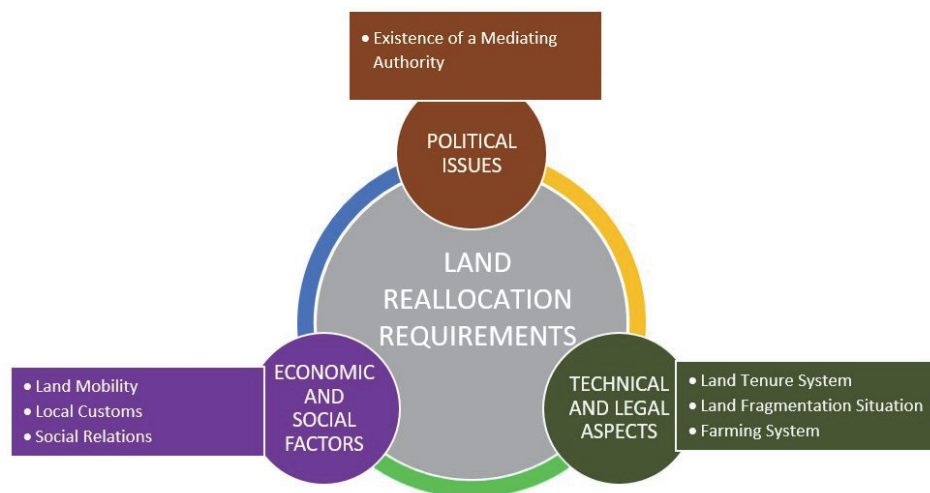 • Existence of a Mediating
Authority
POLITICAL
ISSUES
LAND
REALLOCATION
REQUIREMENTS
ECONOMIC
AND
SOCIAL
FACTORS
• Land Mobility
• Local Customs
• Social Relations
TECHNICAL
AND LEGAL
ASPECTS
• Land Tenure System
• Land Fragmentation Situation
• Farming System